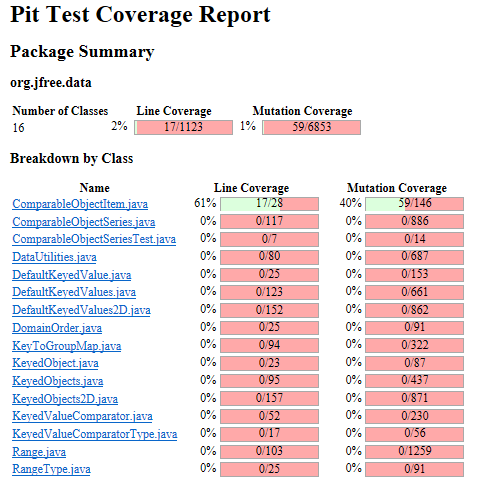 Pit Test Coverage Report
Package Summary
org.jfree.data
Number of Classes Line Coverage Mutation Coverage
16 2% 17/1123 1% 59/6853
Breakdown by Class
Name Line Coverage Mutation Coverage
ComparableObjectItem.java 61% 17/28 40% 59/146
ComparableObjectSeries.java 0% 0/117 0% 0/886
ComparableObjectSeriesTest.java 0% 0/7 0% 0/14
DataUtilities.java 0% 0/80 0% 0/687
DefaultKeyedValue.java 0% 0/25 0% 0/153
DefaultKeyedValues.java 0% 0/123 0% 0/661
DefaultKeyedValues2D.java 0% 0/152 0% 0/862
DomainOrder.java 0% 0/25 0% 0/91
KeyToGroupMap.java 0% 0/94 0% 0/322
KeyedObject.java 0% 0/23 0% 0/87
KeyedObjects.java 0% 0/95 0% 0/437
KeyedObjects2D.java 0% 0/157 0% 0/871
KeyedValueComparator.java 0% 0/52 0% 0/230
KeyedValueComparatorType.java 0% 0/17 0% 0/56
Range.java 0% 0/103 0% 0/1259
RangeType.java 0% 0/25 0% 0/91